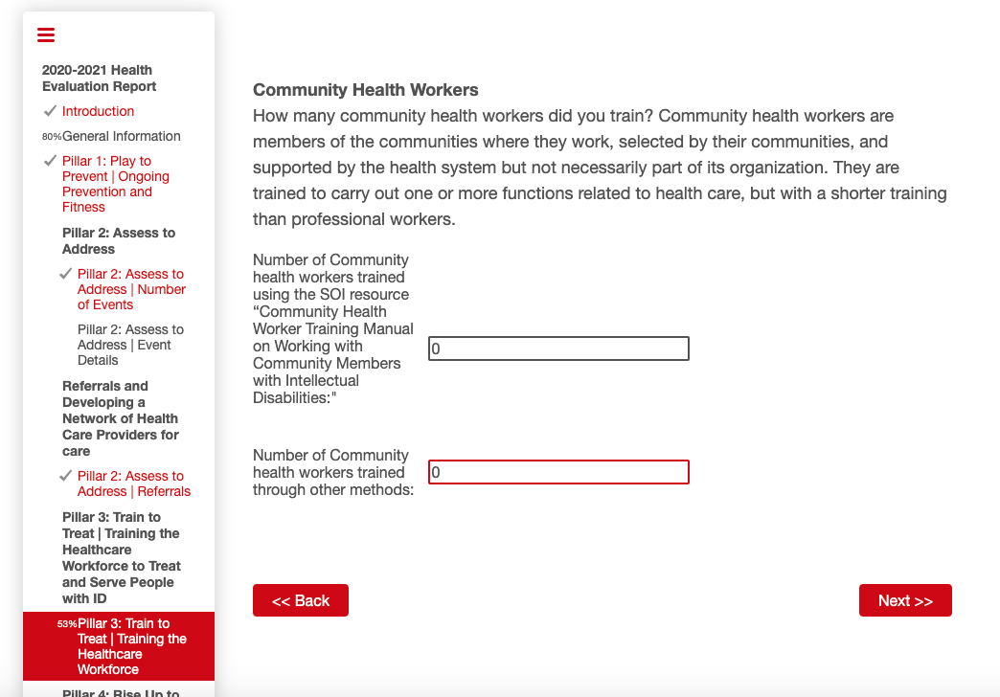 2020-2021 Health
Evaluation Report
Introduction
80%General Information
Pillar 1: Play to
Prevent | Ongoing
Prevention and
Fitness
Pillar 2: Assess to
Address
Pillar 2: Assess to
Address | Number
of Events
Pillar 2: Assess to
Address | Event
Details
Referrals and
Developing a
Network of Health
Care Providers for
care
Pillar 2: Assess to
Address | Referrals
Pillar 3: Train to
Treat | Training the
Healthcare
Workforce to Treat
and Serve People
with ID
53%Pillar 3: Train to
Treat | Training the
Healthcare
Workforce
Pillar 4: Rise Up to
Community Health Workers
How many community health workers did you train? Community health workers are
members of the communities where they work, selected by their communities, and
supported by the health system but not necessarily part of its organization. They are
trained to carry out one or more functions related to health care, but with a shorter training
than professional workers.
Number of Community
health workers trained
using the SOI resource
“Community Health
Worker Training Manual
on Working with
Community Members
with Intellectual
Disabilities:"
0
Number of Community
health workers trained
through other methods:
0
<< Back
Next >>